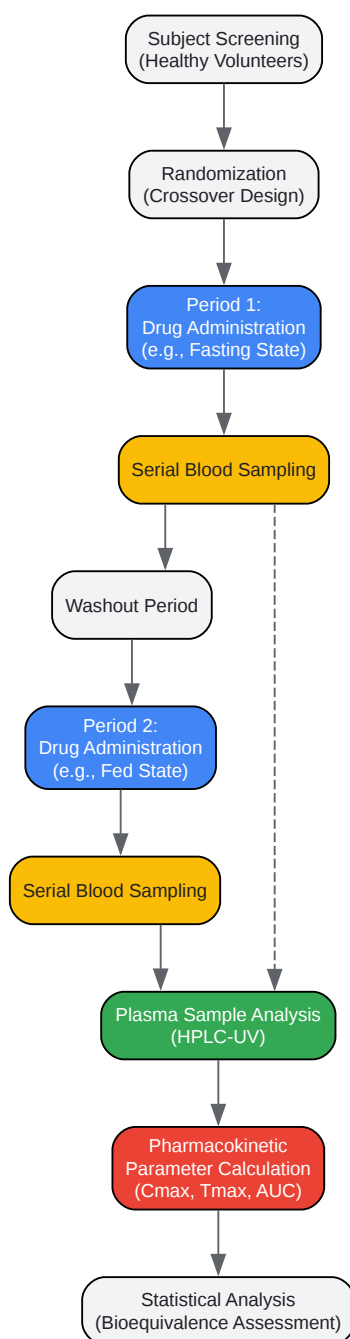 Subject Screening
(Healthy Volunteers)
Randomization
(Crossover Design)
Period 1:
Drug Administration
(e.g., Fasting State)
Serial Blood Sampling
Washout Period
Period 2:
Drug Administration
(e.g., Fed State)
Serial Blood Sampling
Plasma Sample Analysis
(HPLC-UV)
Pharmacokinetic
Parameter Calculation
(Cmax, Tmax, AUC)
Statistical Analysis
(Bioequivalence Assessment)